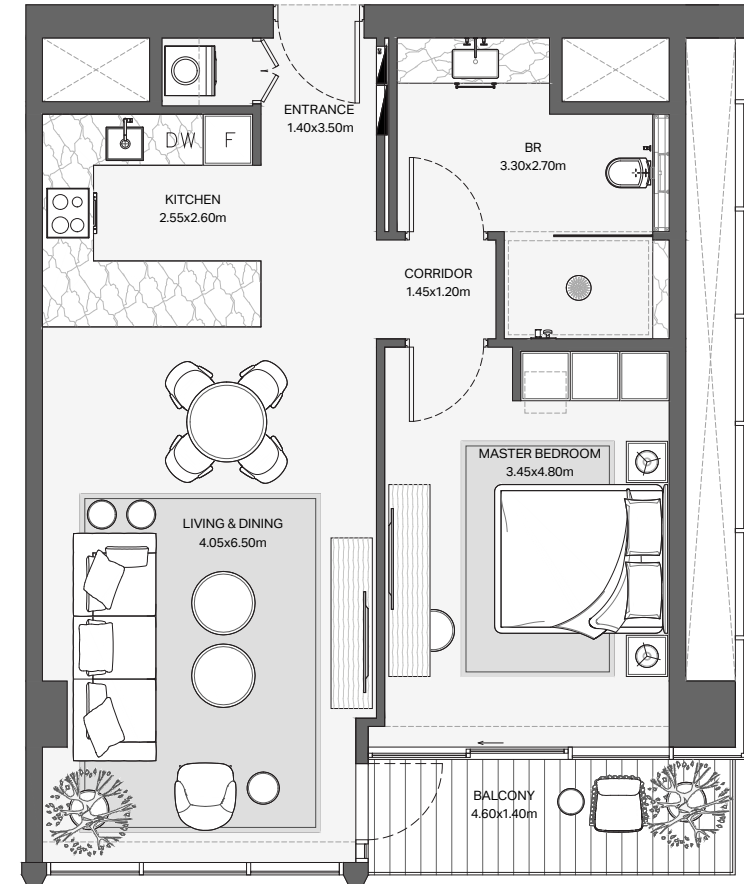 ENTRANCE
1.40x3.50m
DW
F
BR
3.30x2.70m
KITCHEN
2.55x2.60m
CORRIDOR
1.45x1.20m
MASTER BEDROOM
3.45x4.80m
LIVING & DINING
4.05x6.50m
BALCONY
4.60x1.40m